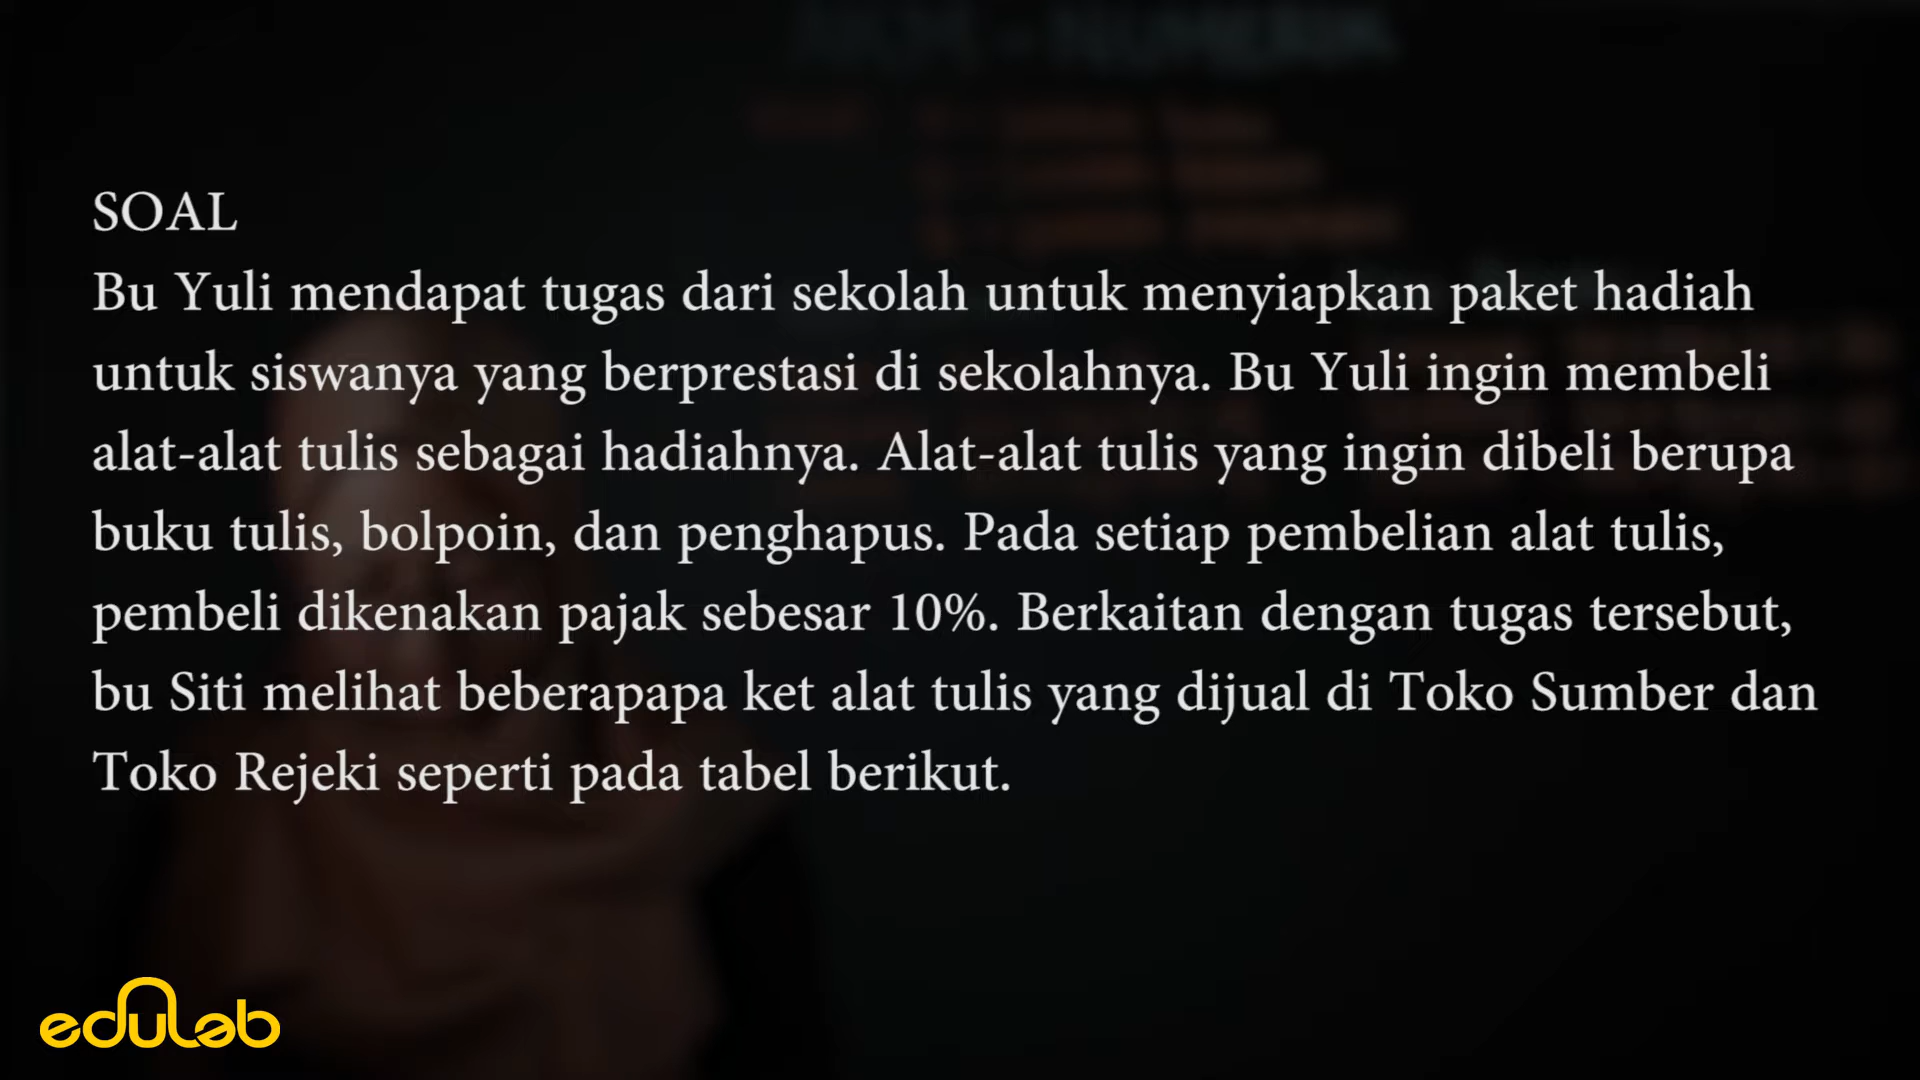 SOAL
Bu Yuli mendapat tugas dari sekolah untuk menyiapkan paket hadiah
untuk siswanya yang berprestasi di sekolahnya. Bu Yuli ingin membeli
alat-alat tulis sebagai hadiahnya. Alat-alat tulis yang ingin dibeli berupa
buku tulis, bolpoin, dan penghapus. Pada setiap pembelian alat tulis,
pembeli dikenakan pajak sebesar 10%. Berkaitan dengan tugas tersebut,
bu Siti melihat beberapapa ket alat tulis yang dijual di Toko Sumber dan
Toko Rejeki seperti pada tabel berikut.
edulab